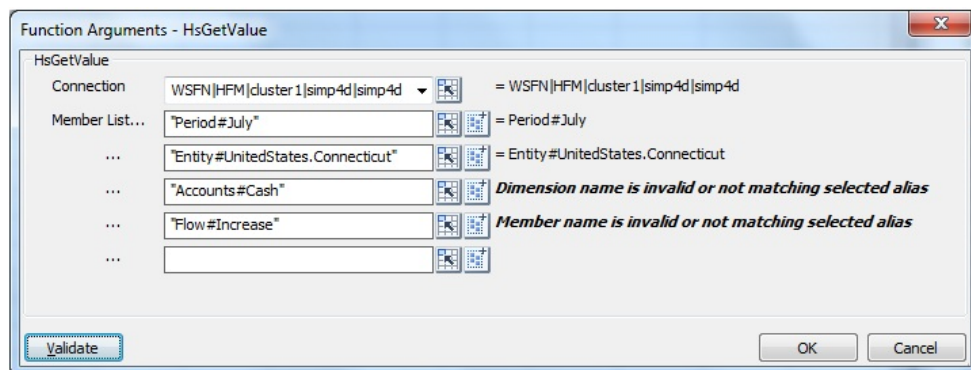 Function Arguments - HsGetValue
HsGetValue
Connection WSFN|HFM|cluster1|simp4d|simp4d = WSFN|HFM|cluster1|simp4d|simp4d
Member List... "Period#July" = Period#July
... "Entity#UnitedStates.Connecticut" = Entity#UnitedStates.Connecticut
... "Accounts#Cash" Dimension name is invalid or not matching selected alias
... "Flow#Increase" Member name is invalid or not matching selected alias
...
Validate OK Cancel